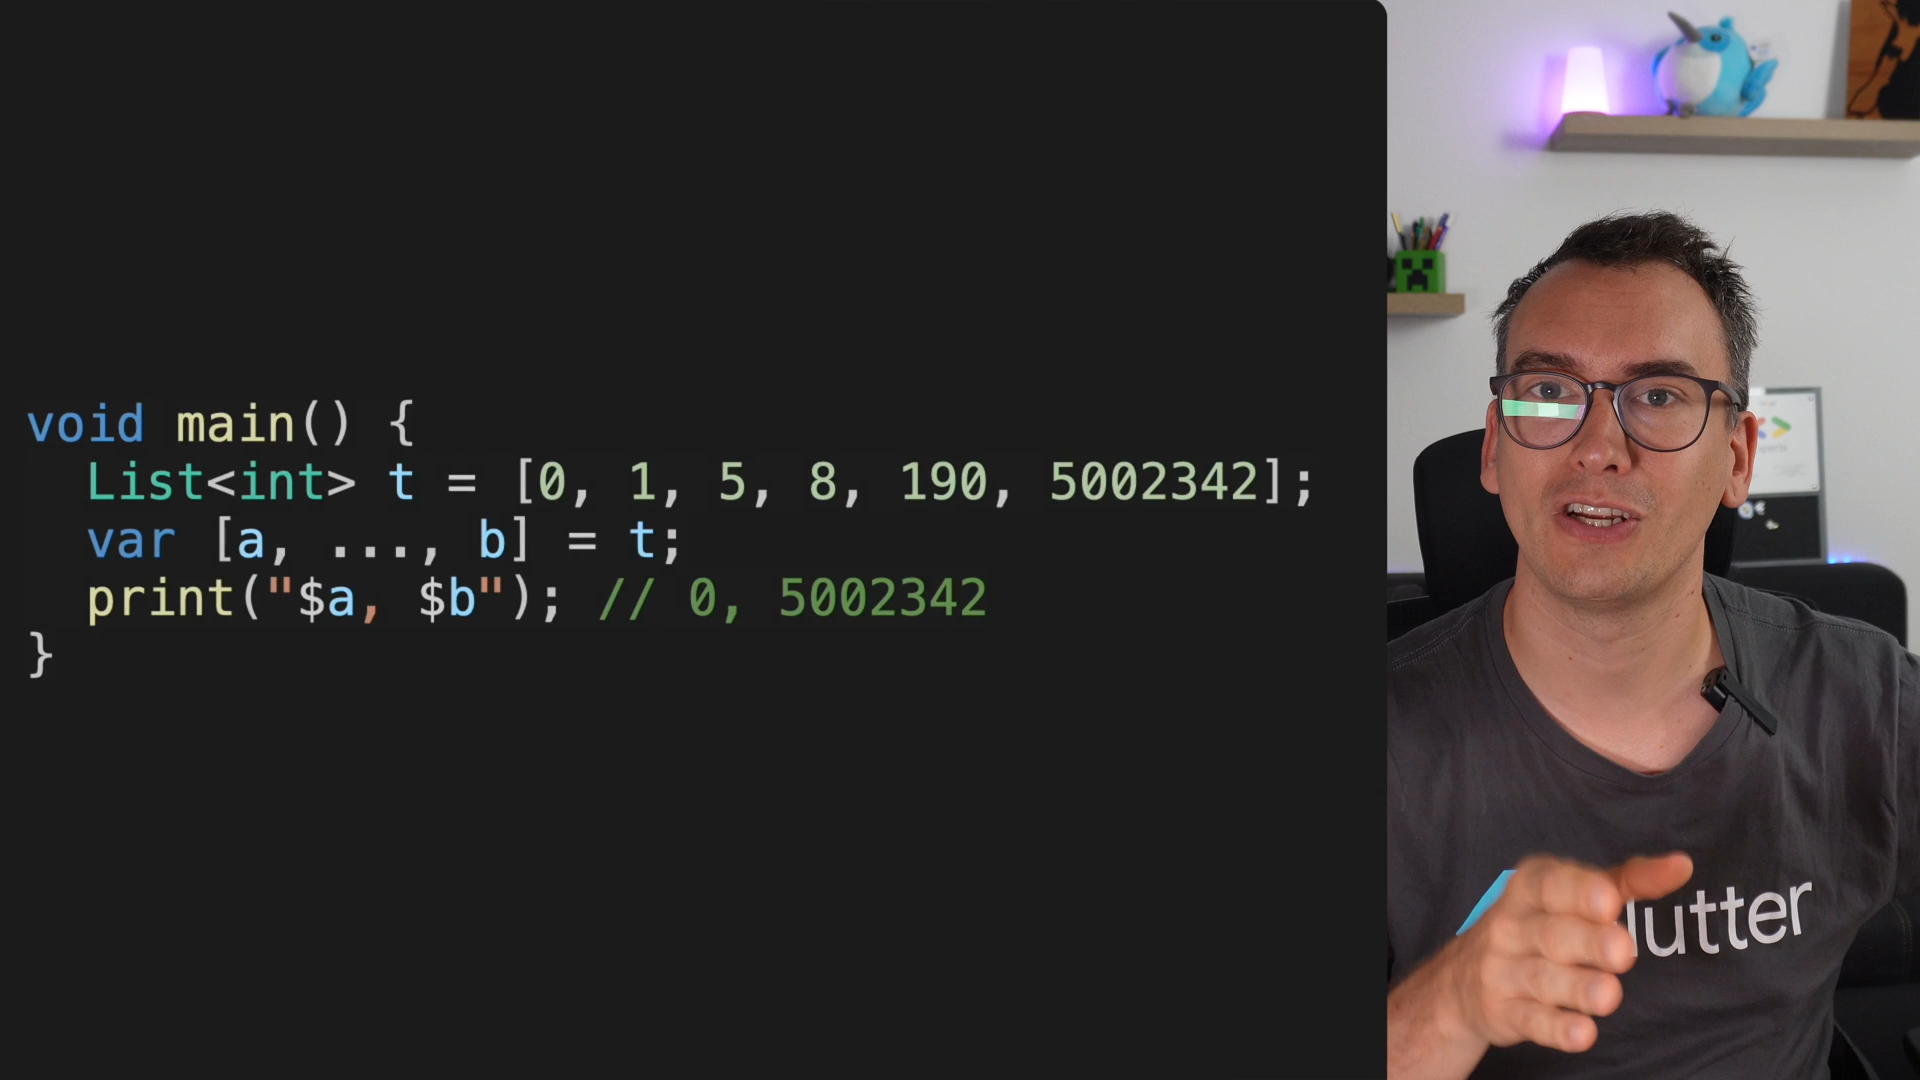 void main() {
  List<int> t = [0, 1, 5, 8, 190, 5002342];
  var [a, ..., b] = t;
  print("$a, $b"); // 0, 5002342
}
lutter